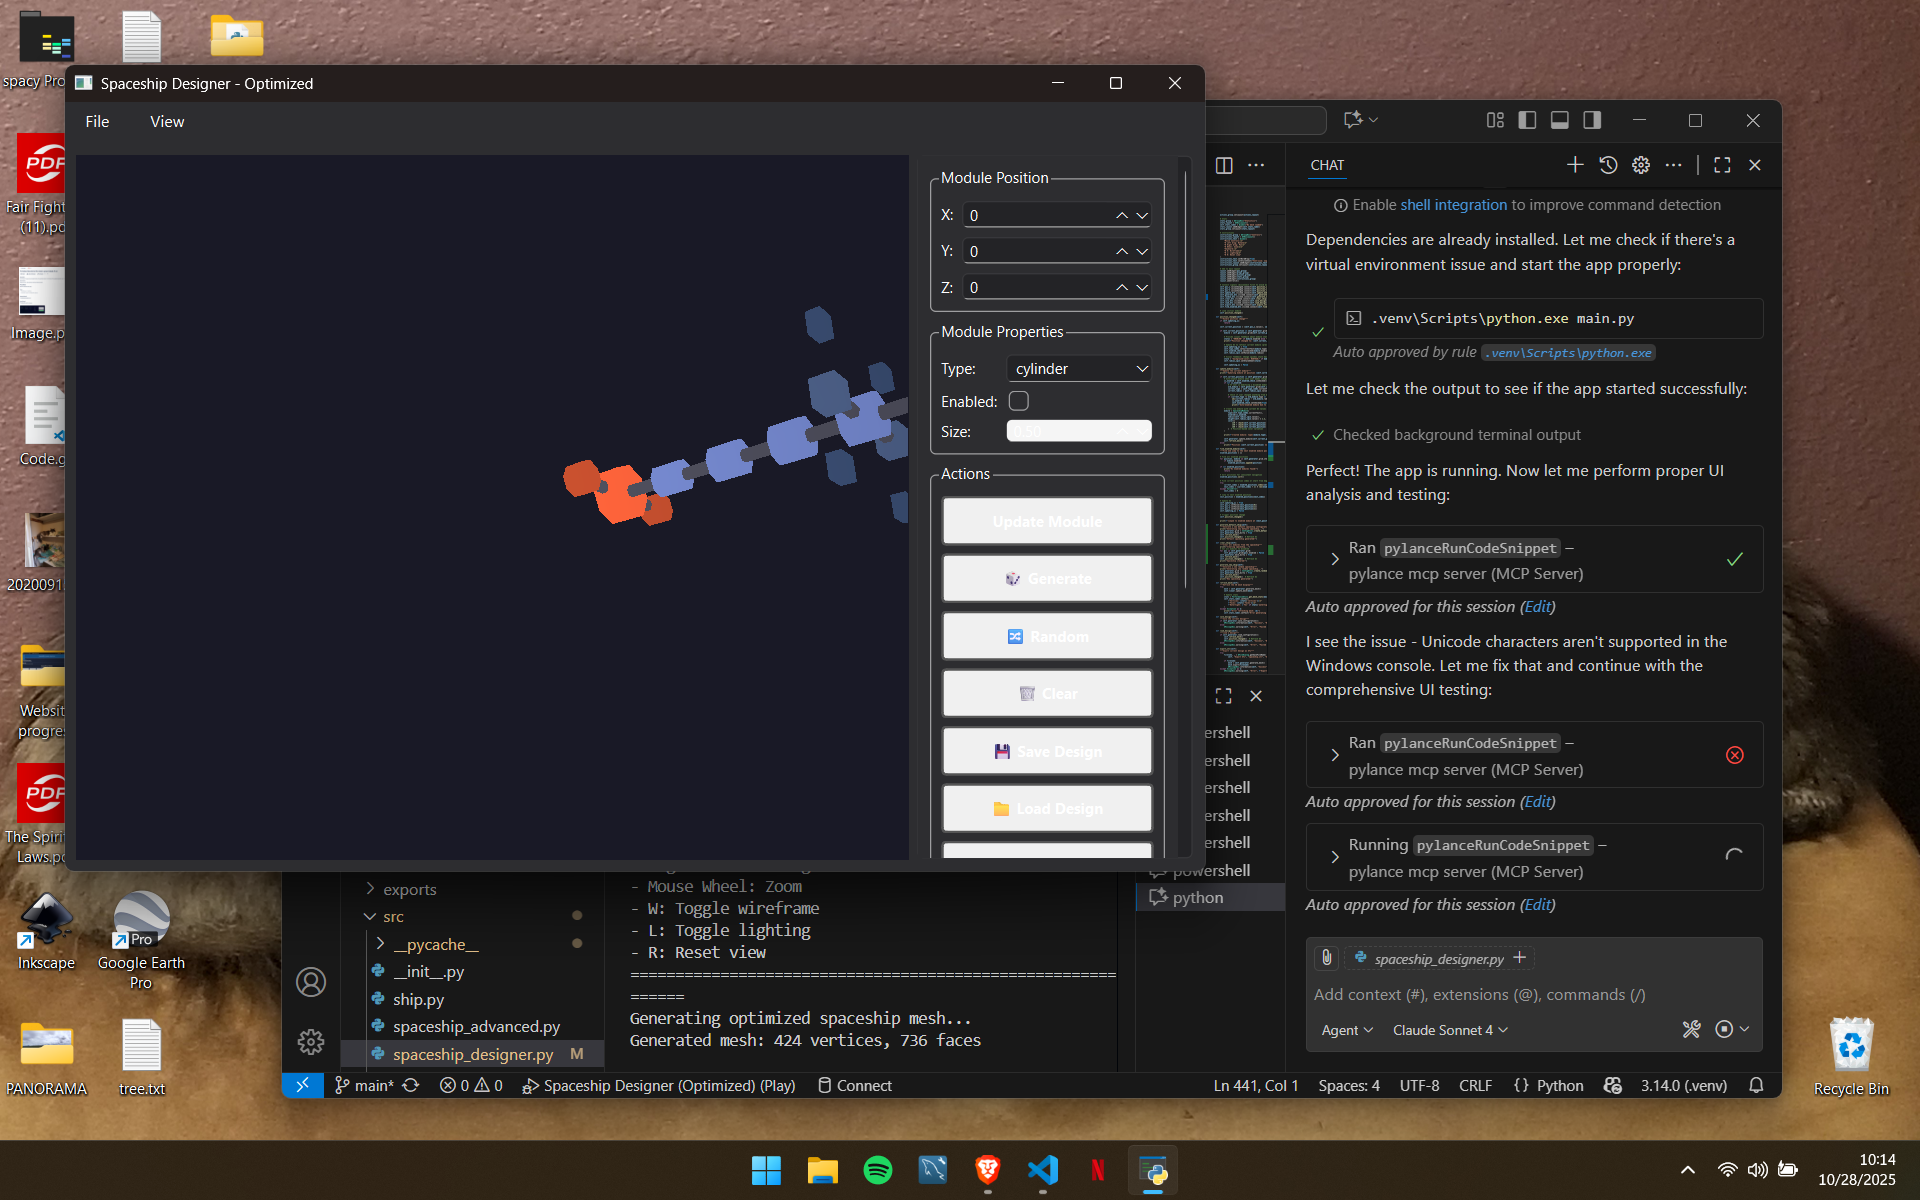 spacy Pro
Fair Fight
(11).pd
Image.p
Code.g
2020091
Websit
progre
The Spirit
Laws.pd
Inkscape
Google Earth
Pro
PANORAMA
tree.txt
Recycle Bin
Spaceship Designer - Optimized
File
View
Module Position
X: 0
Y: 0
Z: 0
Module Properties
Type: cylinder
Enabled:
Size:
Actions
Update Module
Generate
Random
Clear
Save Design
Load Design
CHAT
Enable shell integration to improve command detection
Dependencies are already installed. Let me check if there's a
virtual environment issue and start the app properly:
.venv\Scripts\python.exe main.py
Auto approved by rule .venv\Scripts\python.exe
Let me check the output to see if the app started successfully:
Checked background terminal output
Perfect! The app is running. Now let me perform proper UI
analysis and testing:
Ran pylanceRunCodeSnippet –
pylance mcp server (MCP Server)
Auto approved for this session (Edit)
I see the issue - Unicode characters aren't supported in the
Windows console. Let me fix that and continue with the
comprehensive UI testing:
Ran pylanceRunCodeSnippet –
pylance mcp server (MCP Server)
Auto approved for this session (Edit)
Running pylanceRunCodeSnippet –
pylance mcp server (MCP Server)
Auto approved for this session (Edit)
spaceship_designer.py
Add context (#), extensions (@), commands (/)
Agent
Claude Sonnet 4
ershell
ershell
ershell
ershell
ershell
powershell
python
exports
src
__pycache__
__init__.py
ship.py
spaceship_advanced.py
spaceship_designer.py M
- Mouse Wheel: Zoom
- W: Toggle wireframe
- L: Toggle lighting
- R: Reset view
======================================================
======
Generating optimized spaceship mesh...
Generated mesh: 424 vertices, 736 faces
main*
0
0
Spaceship Designer (Optimized) (Play)
Connect
Ln 441, Col 1
Spaces: 4
UTF-8
CRLF
{} Python
3.14.0 (.venv)
10:14
10/28/2025